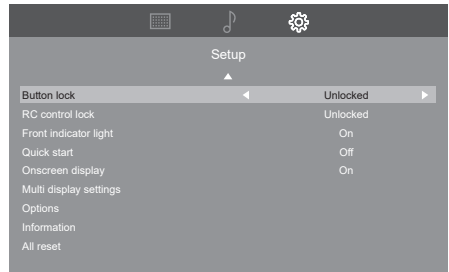 Setup
Button lock Unlocked
RC control lock Unlocked
Front indicator light On
Quick start Off
Onscreen display On
Multi display settings
Options
Information
All reset